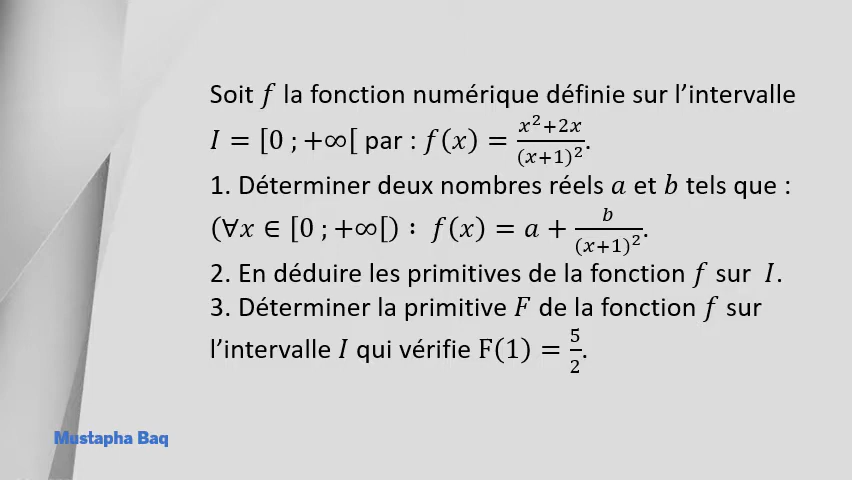 Soit f la fonction numérique définie sur l’intervalle
I = [0 ; +∞[ par : f(x) = (x²+2x)/(x+1)².
1. Déterminer deux nombres réels a et b tels que :
(∀x ∈ [0 ; +∞[) : f(x) = a + b/(x+1)².
2. En déduire les primitives de la fonction f sur I.
3. Déterminer la primitive F de la fonction f sur
l’intervalle I qui vérifie F(1) = 5/2.
Mustapha Baq